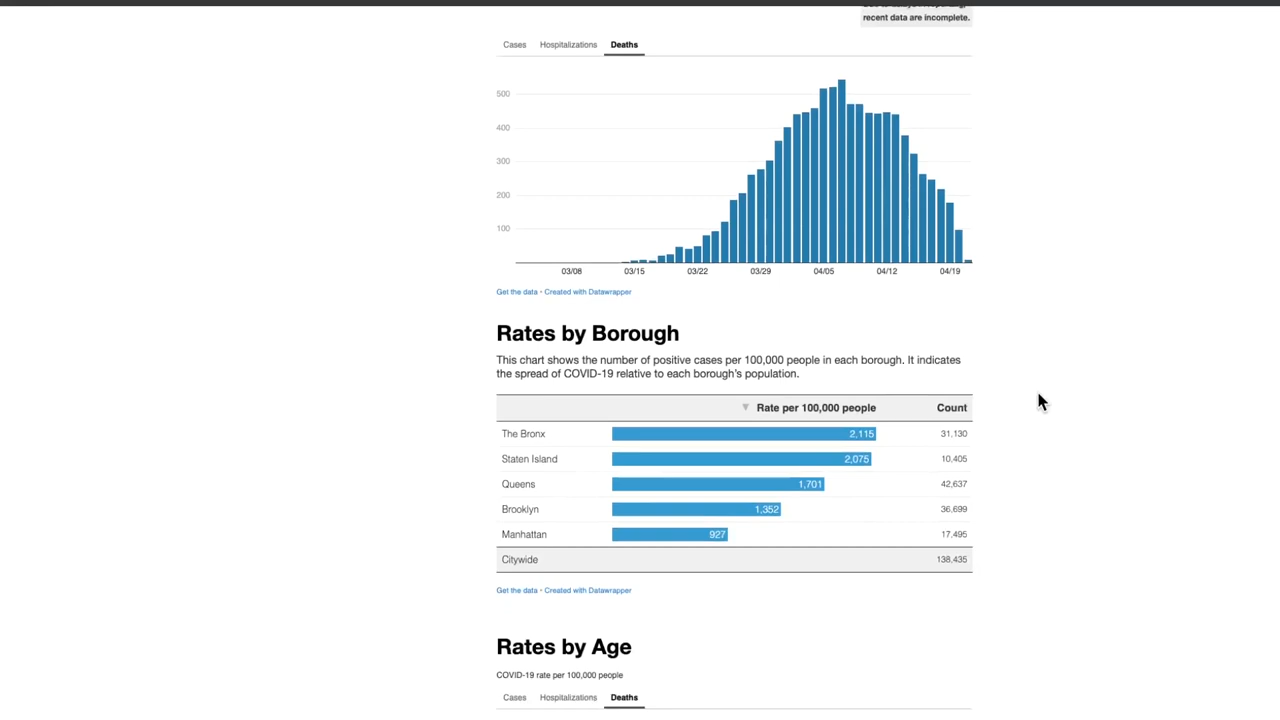 recent data are incomplete.
Cases Hospitalizations Deaths
500
400
300
200
100
03/08 03/15 03/22 03/29 04/05 04/12 04/19
Get the data • Created with Datawrapper
Rates by Borough
This chart shows the number of positive cases per 100,000 people in each borough. It indicates
the spread of COVID-19 relative to each borough's population.
Rate per 100,000 people Count
The Bronx 2,115 31,130
Staten Island 2,075 10,405
Queens 1,701 42,637
Brooklyn 1,352 36,699
Manhattan 927 17,495
Citywide 138,435
Get the data • Created with Datawrapper
Rates by Age
COVID-19 rate per 100,000 people
Cases Hospitalizations Deaths